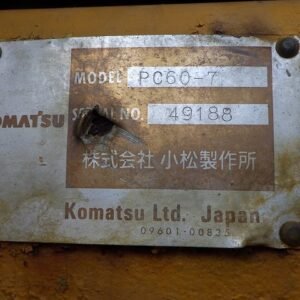 MODEL PC60-7
KOMATSU
SERIAL NO. 49188
株式会社 小松製作所
Komatsu Ltd. Japan
09601-00835